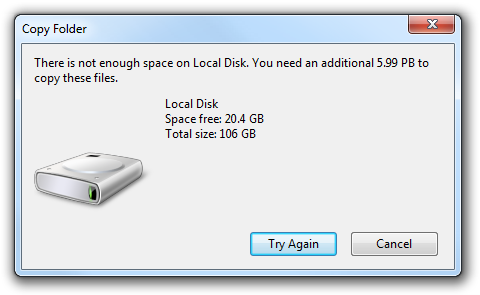 Copy Folder
There is not enough space on Local Disk. You need an additional 5.99 PB to
copy these files.
Local Disk
Space free: 20.4 GB
Total size: 106 GB
Try Again
Cancel